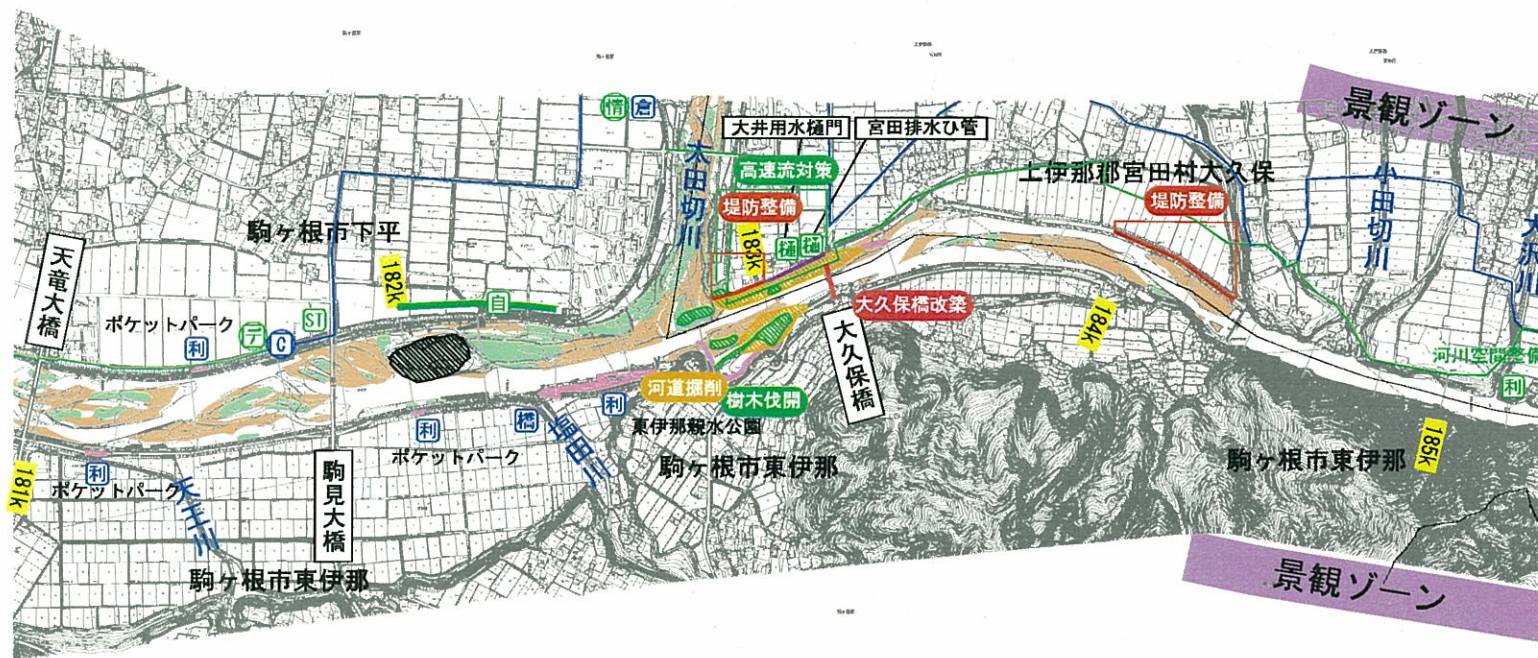 景観ゾーン
情
倉
大井用水樋門
宮田排水ひ管
太田切川
高速流対策
上伊那郡宮田村大久保
小田切川
堤防整備
堤防整備
大沢川
駒ヶ根市下平
183k
樋
樋
天竜大橋
182k
自
大久保橋改築
ST
ポケットパーク
テ
C
利
大久保橋
184k
河川空間整備
利
河道掘削
樹木伐開
利
橋
利
東伊那親水公園
塩田川
185k
ポケットパーク
駒ヶ根市東伊那
駒ヶ根市東伊那
利
181k
ポケットパーク
天王川
駒見大橋
駒ヶ根市東伊那
景観ゾーン